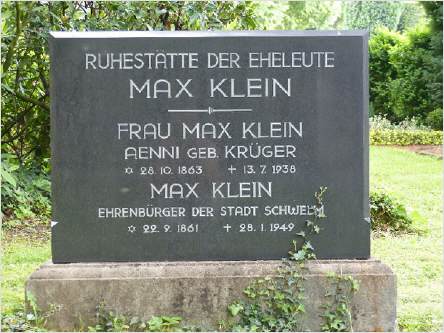 RUHESTÄTTE DER EHELEUTE
MAX KLEIN
FRAU MAX KLEIN
AENNI GEB. KRÜGER
✡ 28.10.1863 + 13.7.1938
MAX KLEIN
EHRENBÜRGER DER STADT SCHWELM
✡ 22.9.1861 + 28.1.1949